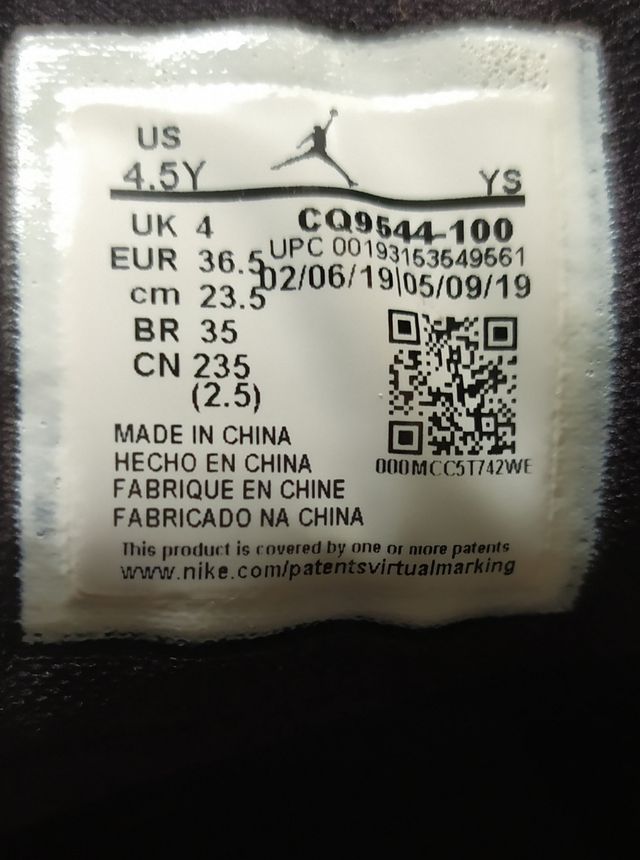 US
4.5Y YS
UK 4 CQ9544-100
EUR 36.5 UPC 00193153549561
cm 23.5 02/06/19|05/09/19
BR 35
CN 235
(2.5)
000MCC5T742WE
MADE IN CHINA
HECHO EN CHINA
FABRIQUE EN CHINE
FABRICADO NA CHINA
This product is covered by one or more patents
www.nike.com/patentsvirtualmarking